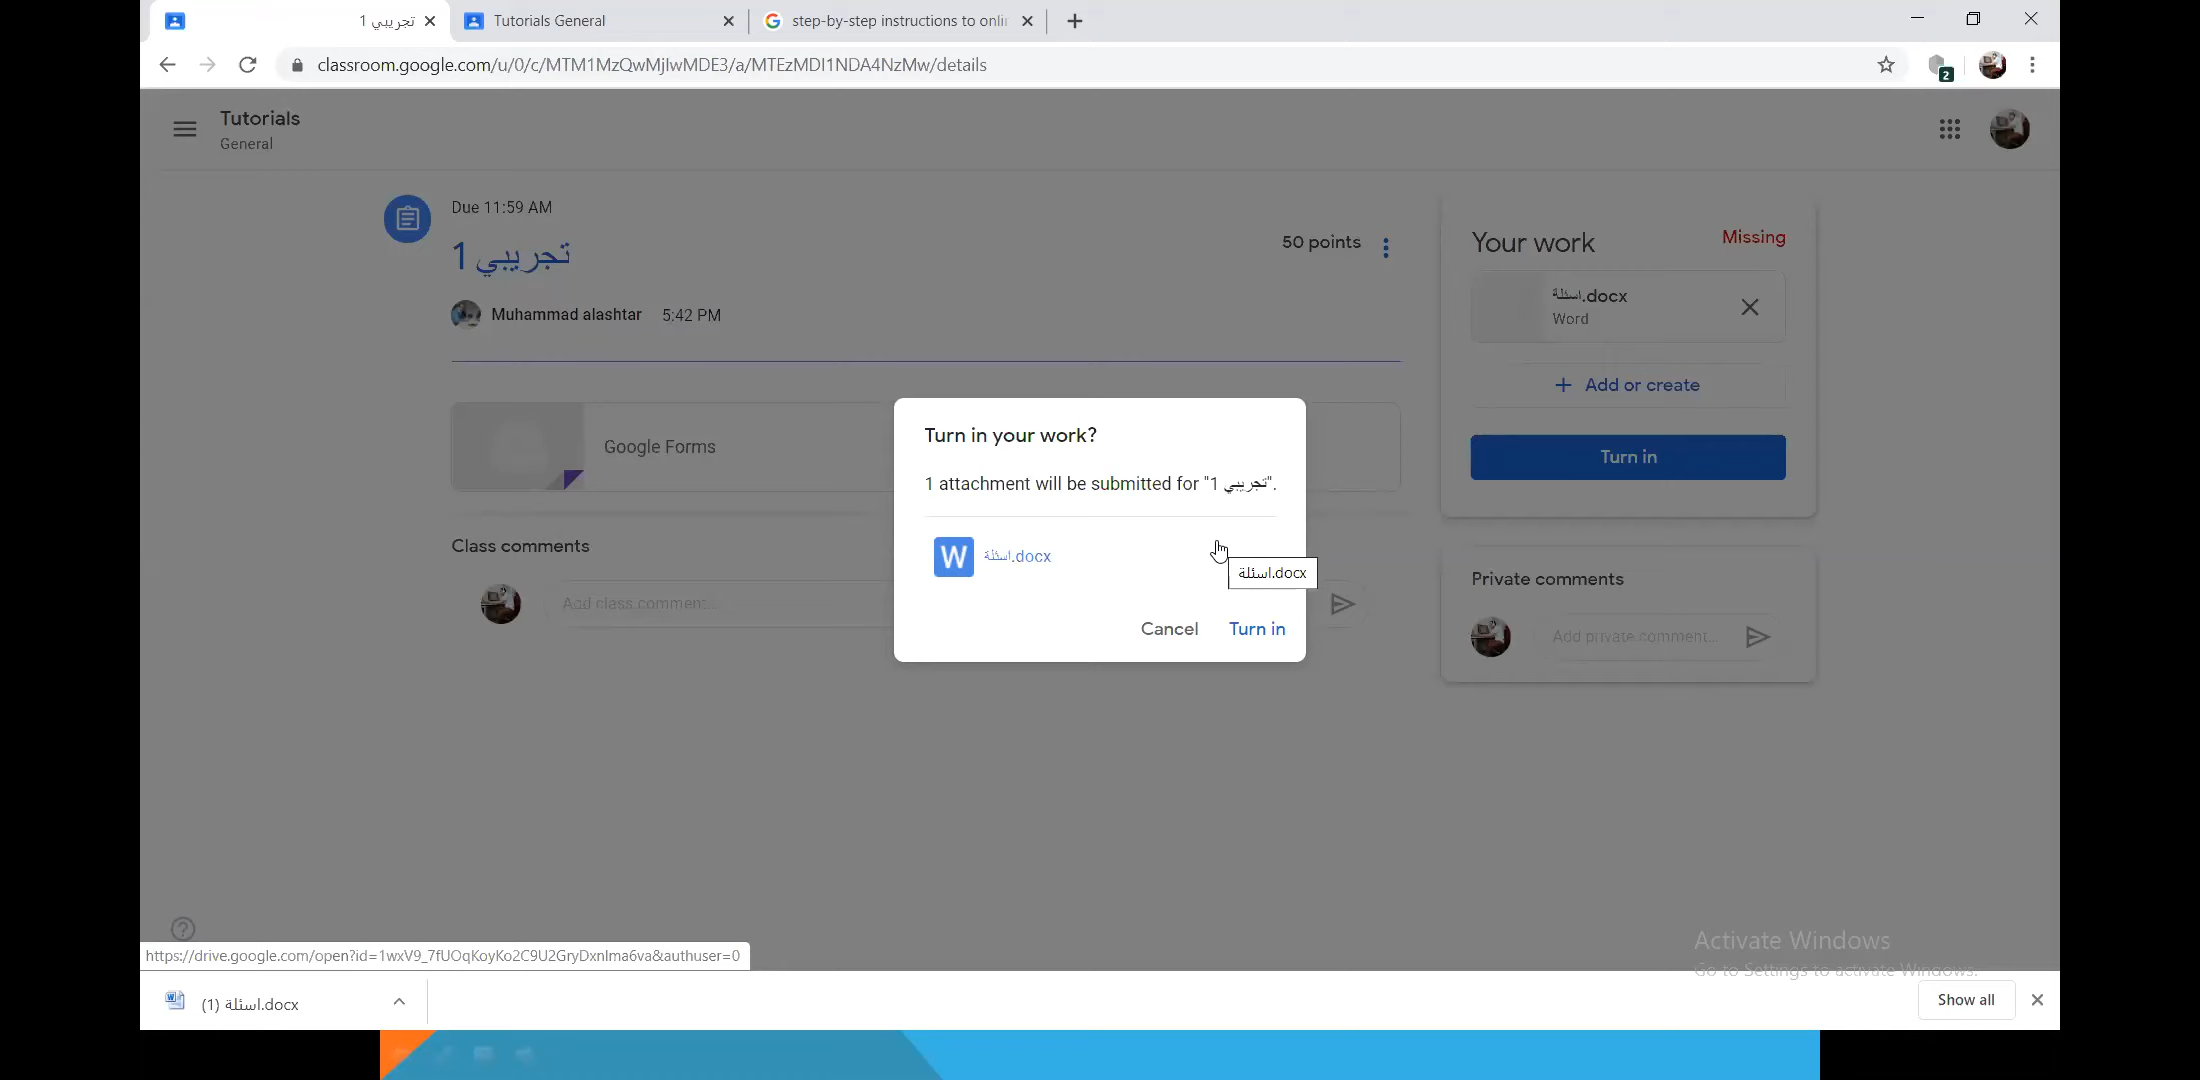 تجريبي 1
Tutorials General
step-by-step instructions to onli
classroom.google.com/u/0/c/MTM1MzQwMjIwMDE3/a/MTEzMDI1NDA4NzMw/details
2
Tutorials
General
Due 11:59 AM
تجريبي 1
50 points
Muhammad alashtar 5:42 PM
Google Forms
Class comments
Add class comment...
Your work
Missing
اسئلة.docx
Word
+ Add or create
Turn in
Private comments
Add private comment...
Turn in your work?
1 attachment will be submitted for "تجريبي 1".
W اسئلة.docx
اسئلة.docx
Cancel Turn in
Activate Windows
Go to Settings to activate Windows.
https://drive.google.com/open?id=1wxV9_7fUOqKoyKo2C9U2GryDxnIma6va&authuser=0
اسئلة (1).docx
Show all